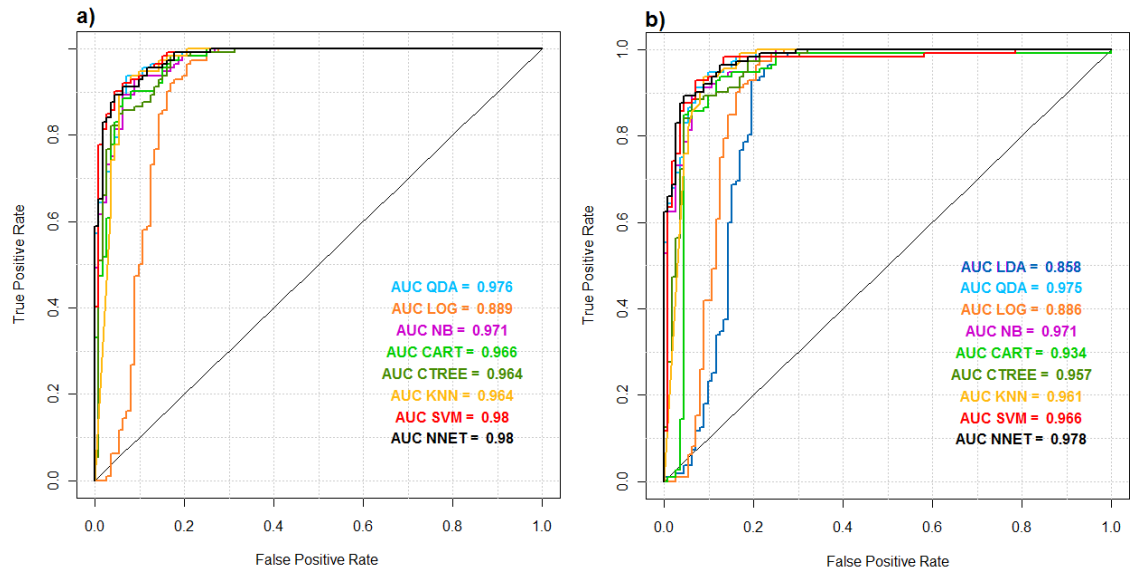 a)
True Positive Rate
0.8
0.6
0.4
0.2
0.0
AUC QDA = 0.976
AUC LOG = 0.889
AUC NB = 0.971
AUC CART = 0.966
AUC CTREE = 0.964
AUC KNN = 0.964
AUC SVM = 0.98
AUC NNET = 0.98
0.0 0.2 0.4 0.6 0.8 1.0
False Positive Rate
b)
True Positive Rate
1.0
0.8
0.6
0.4
0.2
0.0
AUC LDA = 0.858
AUC QDA = 0.975
AUC LOG = 0.886
AUC NB = 0.971
AUC CART = 0.934
AUC CTREE = 0.957
AUC KNN = 0.961
AUC SVM = 0.966
AUC NNET = 0.978
0.0 0.2 0.4 0.6 0.8 1.0
False Positive Rate